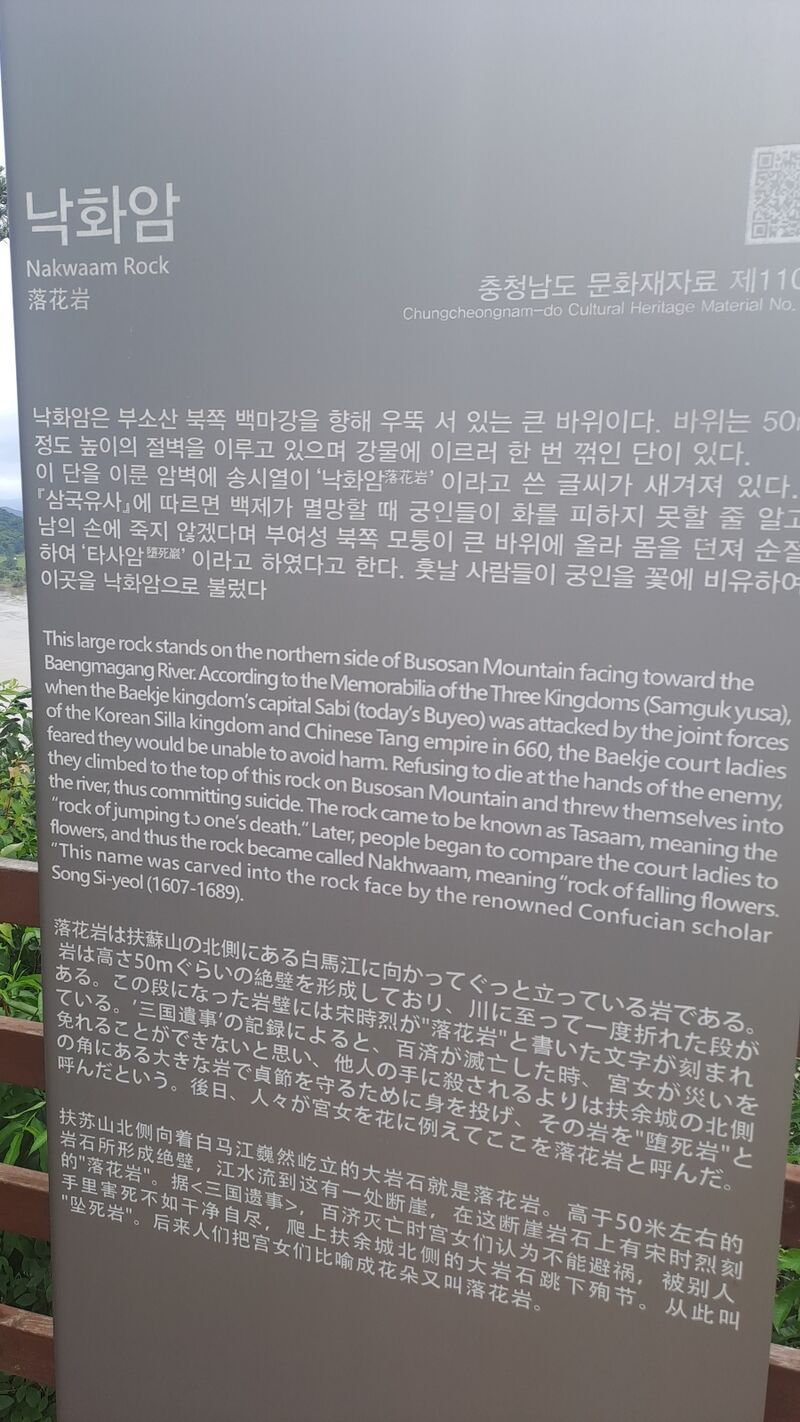 낙화암
Nakwaam Rock
落花岩
충청남도 문화재자료 제110
Chungcheongnam-do Cultural Heritage Material No.
낙화암은 부소산 북쪽 백마강을 향해 우뚝 서 있는 큰 바위이다. 바위는 50m
정도 높이의 절벽을 이루고 있으며 강물에 이르러 한 번 꺾인 단이 있다.
이 단을 이룬 암벽에 송시열이 ‘낙화암落花岩’ 이라고 쓴 글씨가 새겨져 있다.
『삼국유사』에 따르면 백제가 멸망할 때 궁인들이 화를 피하지 못할 줄 알고
남의 손에 죽지 않겠다며 부여성 북쪽 모퉁이 큰 바위에 올라 몸을 던져 순절
하여 ‘타사암墮死巖’ 이라고 하였다고 한다. 훗날 사람들이 궁인을 꽃에 비유하여
이곳을 낙화암으로 불렀다
This large rock stands on the northern side of Busosan Mountain facing toward the
Baengmagang River. According to the Memorabilia of the Three Kingdoms (Samguk yusa),
when the Baekje kingdom’s capital Sabi (today’s Buyeo) was attacked by the joint forces
of the Korean Silla kingdom and Chinese Tang empire in 660, the Baekje court ladies
feared they would be unable to avoid harm. Refusing to die at the hands of the enemy,
they climbed to the top of this rock on Busosan Mountain and threw themselves into
the river, thus committing suicide. The rock came to be known as Tasaam, meaning the
“rock of jumping to one’s death.” Later, people began to compare the court ladies to
flowers, and thus the rock became called Nakhwaam, meaning “rock of falling flowers.
”This name was carved into the rock face by the renowned Confucian scholar
Song Si-yeol (1607-1689).
落花岩は扶蘇山の北側にある白馬江に向かってぐっと立っている岩である。
岩は高さ50mぐらいの絶壁を形成しており、川に至って一度折れた段が
ある。この段になった岩壁には宋時烈が"落花岩"と書いた文字が刻まれ
ている。‘三国遺事’の記録によると、百済が滅亡した時、宮女が災いを
免れることができないと思い、他人の手に殺されるよりは扶余城の北側
の角にある大きな岩で貞節を守るために身を投げ、その岩を"堕死岩"と
呼んだという。後日、人々が宮女を花に例えてここを落花岩と呼んだ。
扶苏山北侧向着白马江巍然屹立的大岩石就是落花岩。高于50米左右的
岩石所形成绝壁，江水流到这有一处断崖，在这断崖岩石上有宋时烈刻
的"落花岩"。据<三国遗事>，百济灭亡时宫女们认为不能避祸，被别人
手里害死不如干净自尽，爬上扶余城北侧的大岩石跳下殉节。从此叫
"坠死岩"。后来人们把宫女们比喻成花朵又叫落花岩。